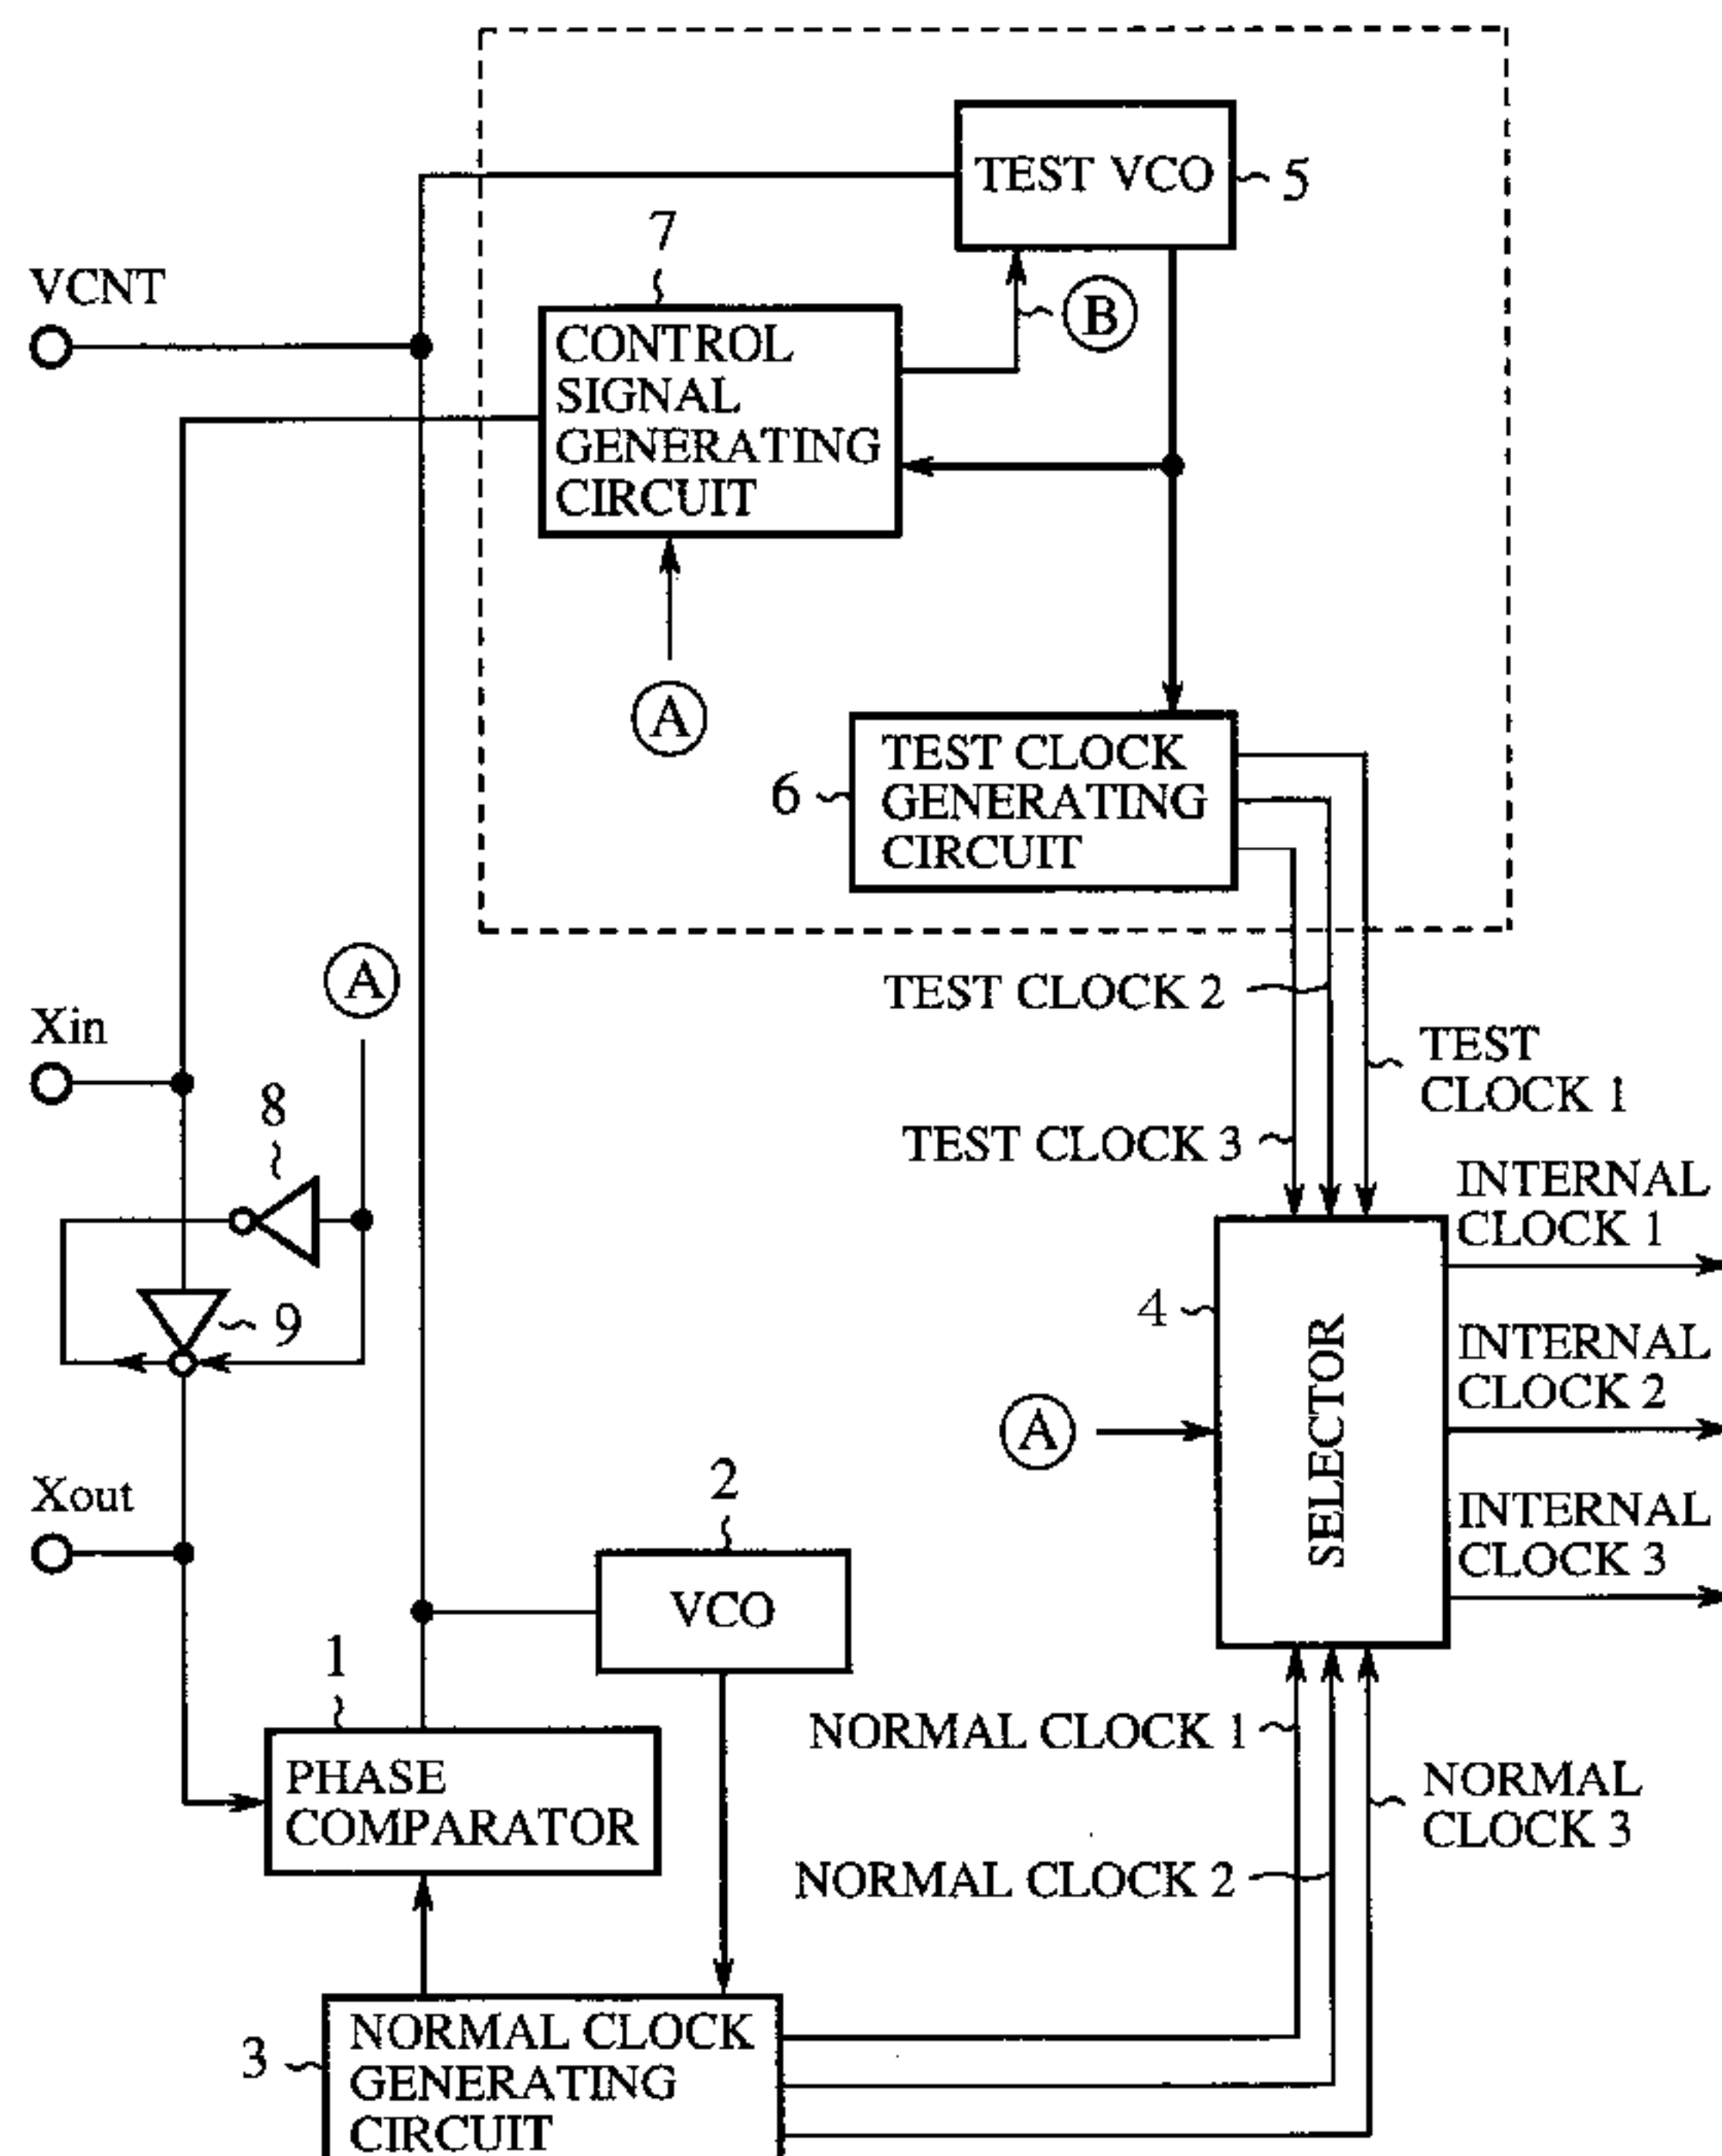 TEST VCO
5
7
VCNT
B
CONTROL
SIGNAL
GENERATING
CIRCUIT
A
TEST CLOCK
GENERATING
CIRCUIT
6
A
TEST CLOCK 2
Xin
TEST
CLOCK 1
8
TEST CLOCK 3
INTERNAL
CLOCK 1
4
9
SELECTOR
INTERNAL
CLOCK 2
A
2
Xout
INTERNAL
CLOCK 3
VCO
1
NORMAL CLOCK 1
PHASE
COMPARATOR
NORMAL
CLOCK 3
NORMAL CLOCK 2
3
NORMAL CLOCK
GENERATING
CIRCUIT